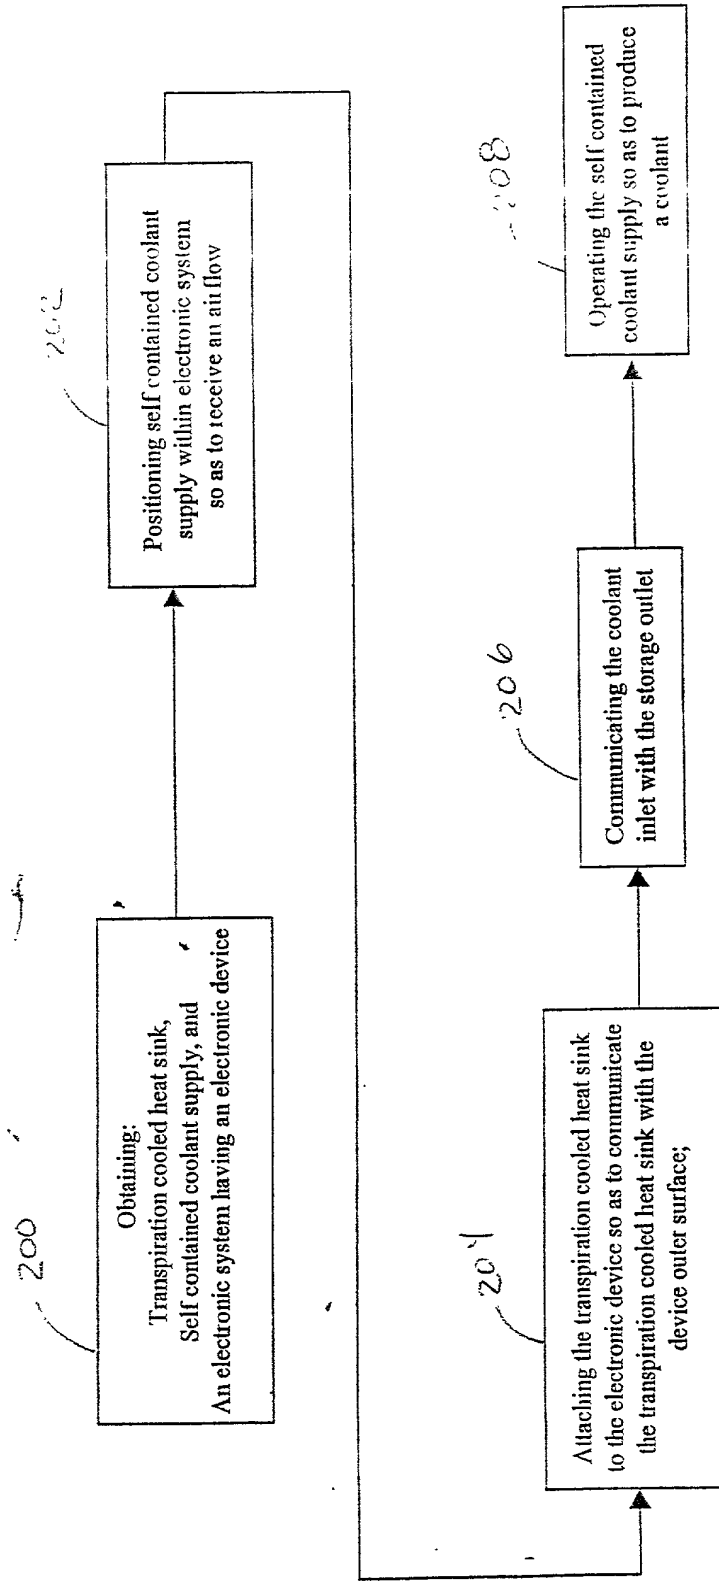 200
Obtaining:
Transpiration cooled heat sink,
Self contained coolant supply, and
An electronic system having an electronic device
202
Positioning self contained coolant
supply within electronic system
so as to receive an airflow
204
Attaching the transpiration cooled heat sink
to the electronic device so as to communicate
the transpiration cooled heat sink with the
device outer surface;
206
Communicating the coolant
inlet with the storage outlet
208
Operating the self contained
coolant supply so as to produce
a coolant